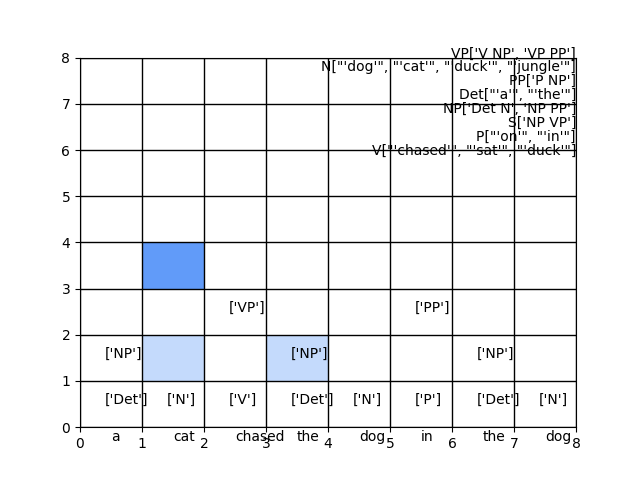 VP['V NP', 'VP PP']
8
N["'dog'", "'cat'", "'duck'", "'jungle'"]
PP['P NP']
Det["'a'", "'the'"]
7
NP['Det N', 'NP PP']
S['NP VP']
P["'on'", "'in'"]
6
V["'chased'", "'sat'", "'duck'"]
5
4
3
['VP'] ['PP']
2
['NP'] ['NP'] ['NP']
1
['Det'] ['N'] ['V'] ['Det'] ['N'] ['P'] ['Det'] ['N']
0
a cat chased the dog in the dog
0 1 2 3 4 5 6 7 8